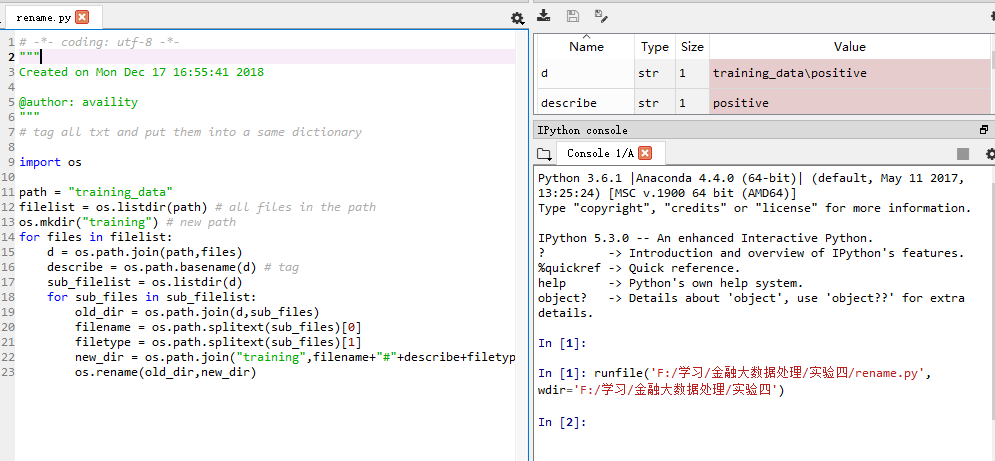 rename.py
1 # -*- coding: utf-8 -*-
2 """
3 Created on Mon Dec 17 16:55:41 2018
4
5 @author: availity
6 """
7 # tag all txt and put them into a same dictionary
8
9 import os
10
11 path = "training_data"
12 filelist = os.listdir(path) # all files in the path
13 os.mkdir("training") # new path
14 for files in filelist:
15     d = os.path.join(path,files)
16     describe = os.path.basename(d) # tag
17     sub_filelist = os.listdir(d)
18     for sub_files in sub_filelist:
19         old_dir = os.path.join(d,sub_files)
20         filename = os.path.splitext(sub_files)[0]
21         filetype = os.path.splitext(sub_files)[1]
22         new_dir = os.path.join("training",filename+"#"+describe+filetyp
23         os.rename(old_dir,new_dir)
Name Type Size Value
d str 1 training_data\positive
describe str 1 positive
IPython console
Console 1/A
Python 3.6.1 |Anaconda 4.4.0 (64-bit)| (default, May 11 2017,
13:25:24) [MSC v.1900 64 bit (AMD64)]
Type "copyright", "credits" or "license" for more information.
IPython 5.3.0 -- An enhanced Interactive Python.
?         -> Introduction and overview of IPython's features.
%quickref -> Quick reference.
help      -> Python's own help system.
object?   -> Details about 'object', use 'object??' for extra
details.
In [1]:
In [1]: runfile('F:/学习/金融大数据处理/实验四/rename.py',
wdir='F:/学习/金融大数据处理/实验四')
In [2]: